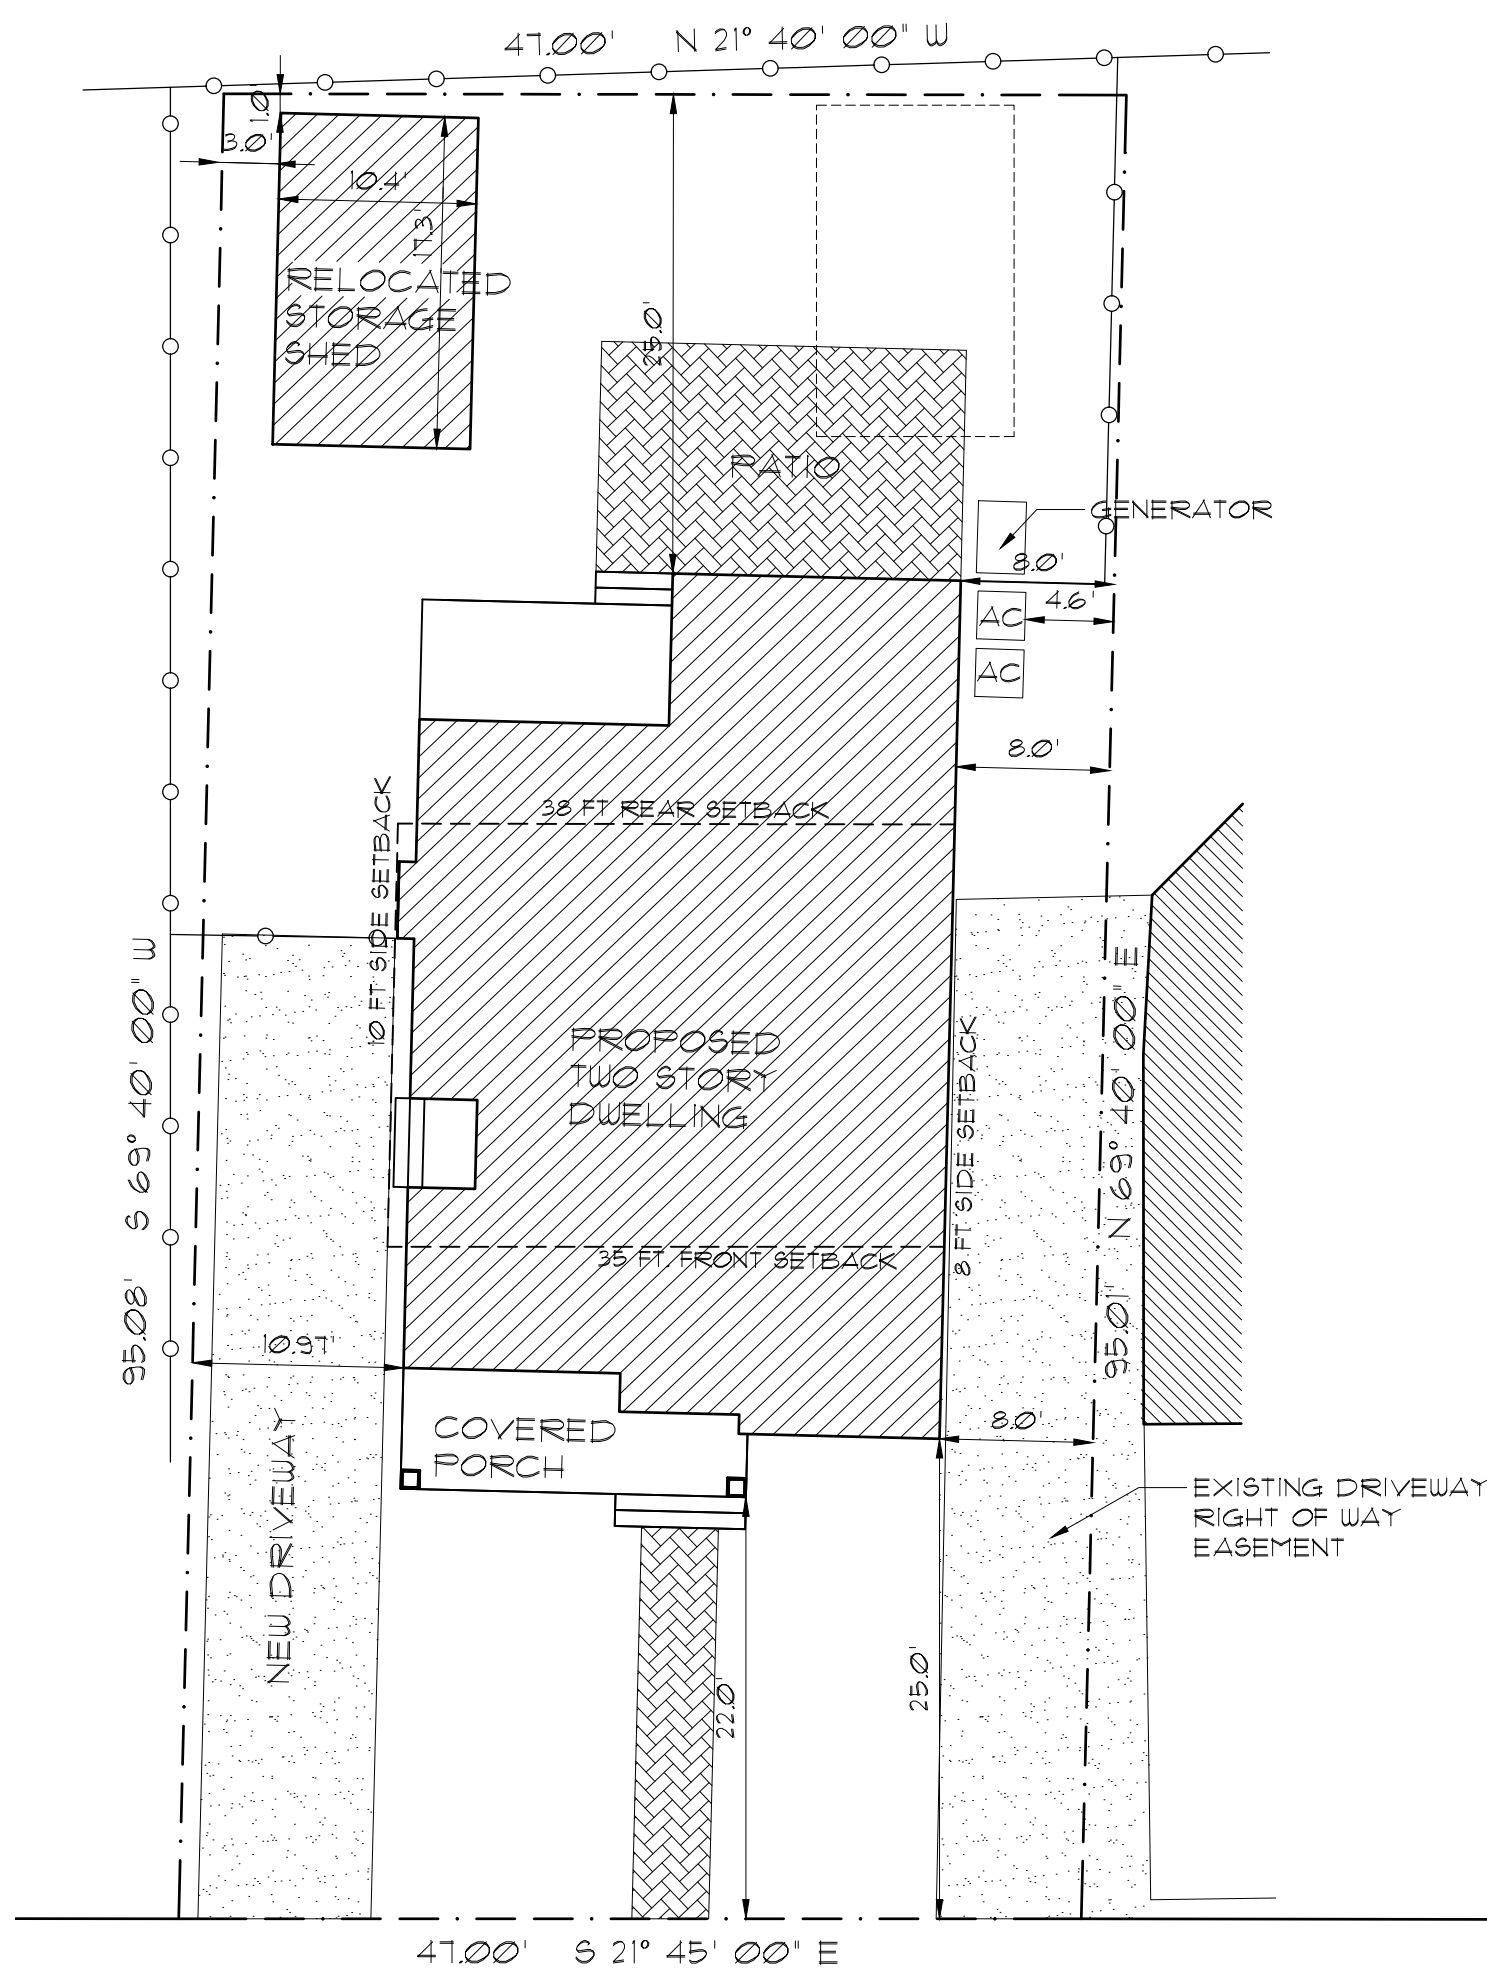 47.00' N 21° 40' 00" W
1.0'
3.0'
10.4'
17.3'
RELOCATED
STORAGE
SHED
25.0'
PATIO
GENERATOR
8.0'
4.6'
AC
AC
8.0'
38 FT REAR SETBACK
10 FT SIDE SETBACK
95.08' S 69° 40' 00" W
PROPOSED
TWO STORY
DWELLING
8 FT SIDE SETBACK
95.01' N 69° 40' 00" E
35 FT. FRONT SETBACK
10.97'
COVERED
PORCH
8.0'
NEW DRIVEWAY
EXISTING DRIVEWAY
RIGHT OF WAY
EASEMENT
22.0'
25.0'
47.00' S 21° 45' 00" E